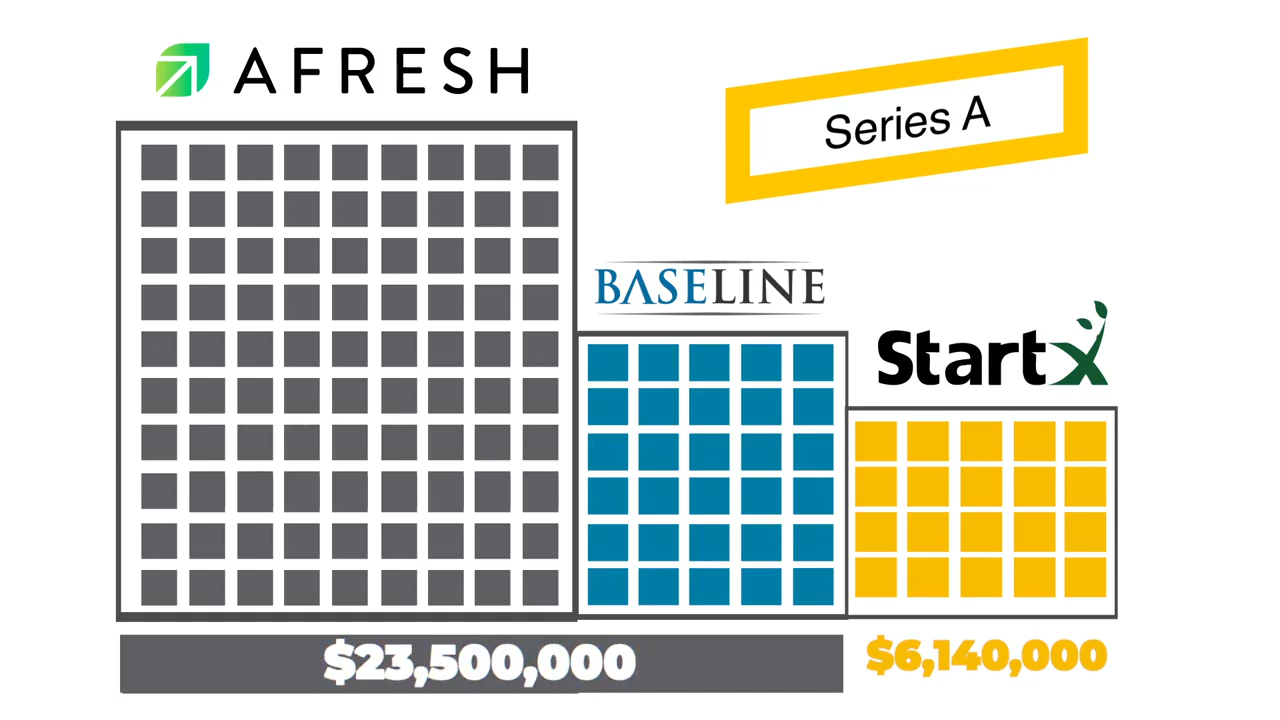 AFRESH
Series A
BASELINE
StartX
$23,500,000
$6,140,000